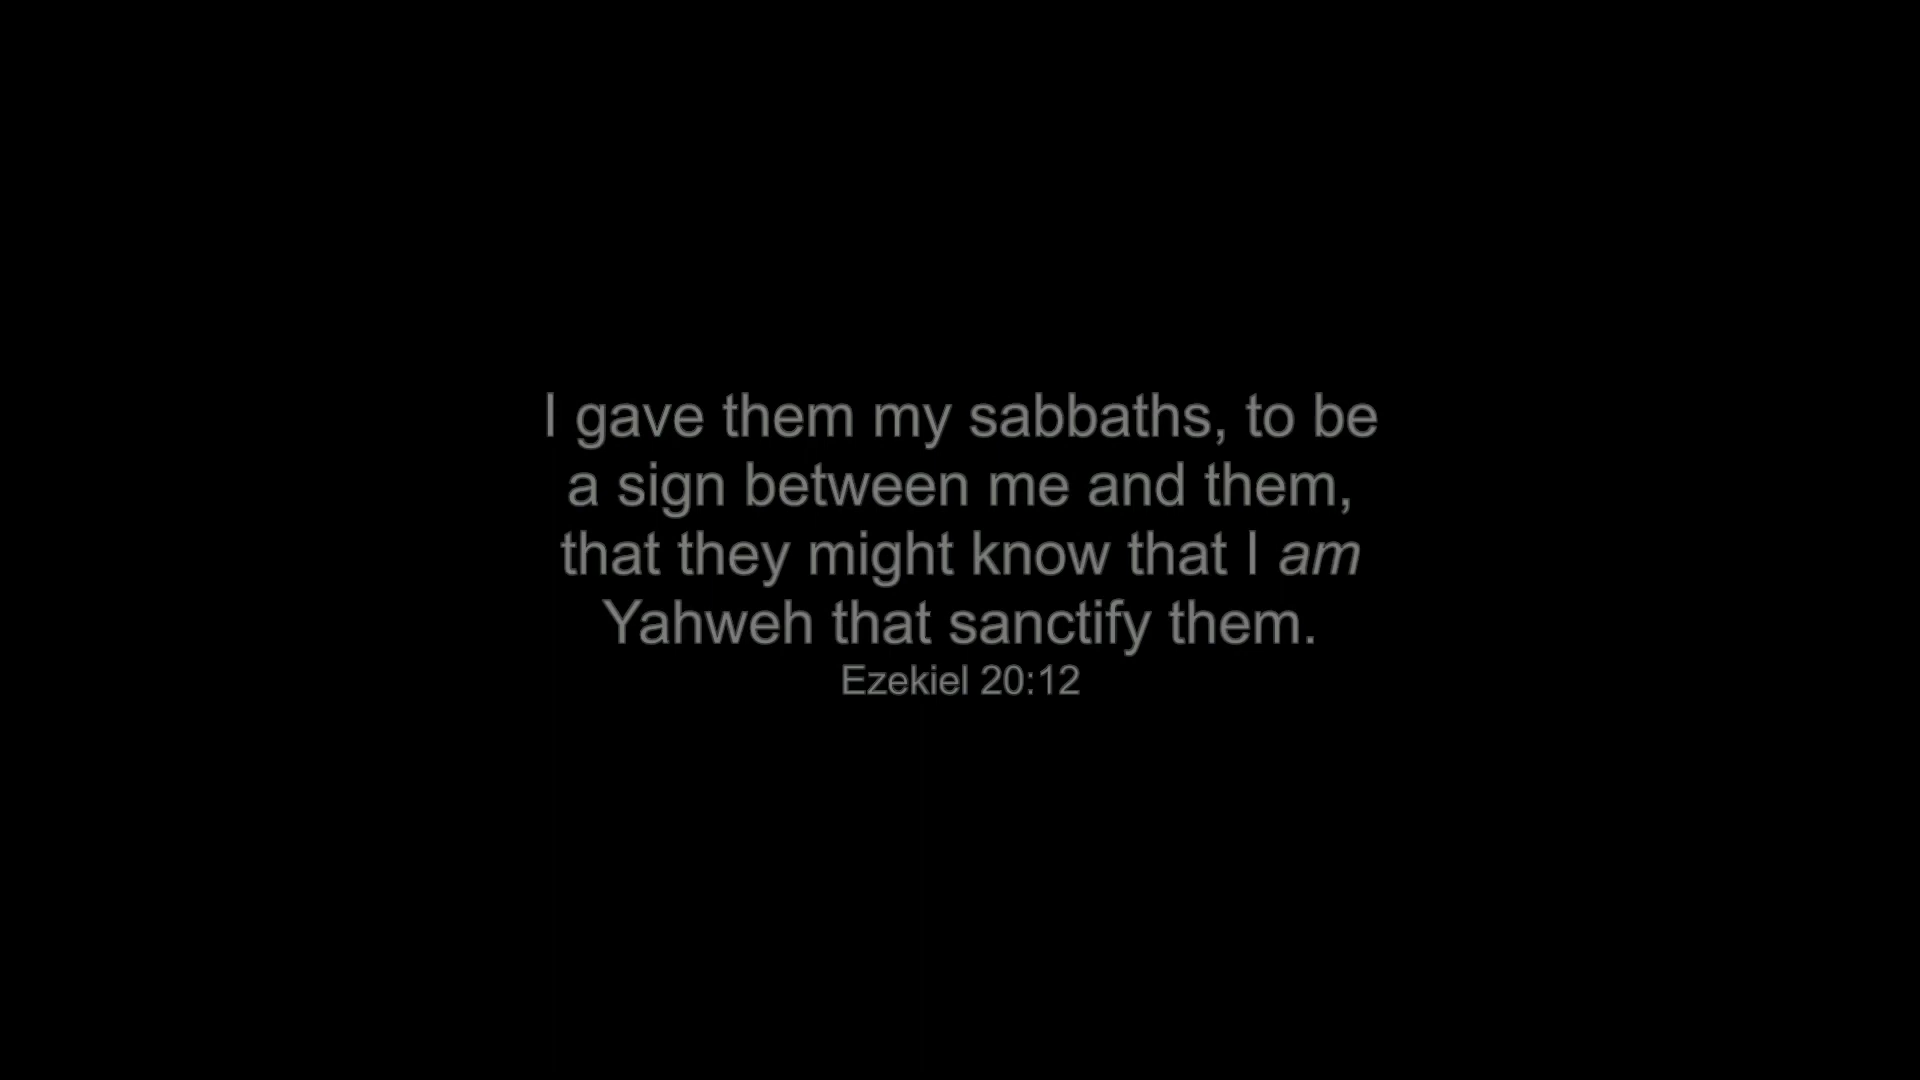 I gave them my sabbaths, to be
a sign between me and them,
that they might know that I am
Yahweh that sanctify them.
Ezekiel 20:12